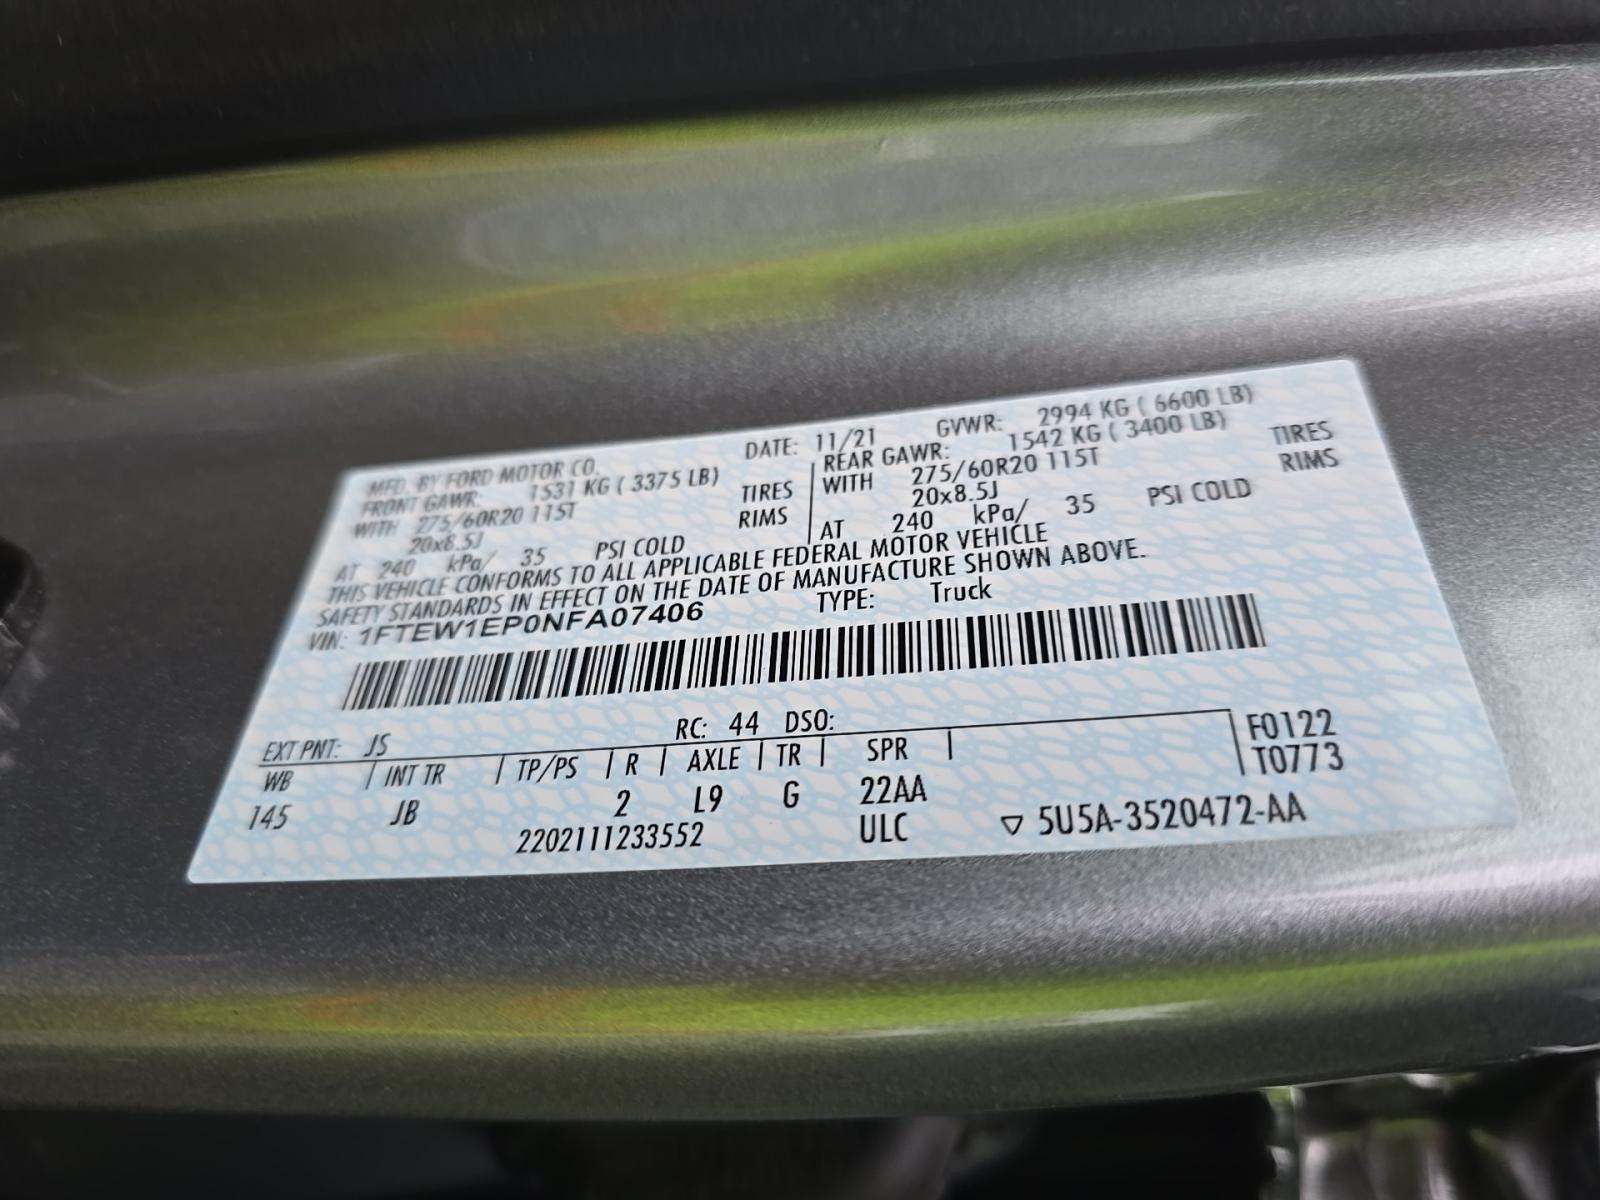 MFD. BY FORD MOTOR CO. DATE: 11/21 GVWR: 2994 KG ( 6600 LB)
FRONT GAWR: 1531 KG ( 3375 LB) REAR GAWR: 1542 KG ( 3400 LB)
WITH 275/60R20 115T TIRES WITH 275/60R20 115T TIRES
20x8.5J RIMS 20x8.5J RIMS
AT 240 kPa/ 35 PSI COLD AT 240 kPa/ 35 PSI COLD
THIS VEHICLE CONFORMS TO ALL APPLICABLE FEDERAL MOTOR VEHICLE
SAFETY STANDARDS IN EFFECT ON THE DATE OF MANUFACTURE SHOWN ABOVE.
VIN: 1FTEW1EP0NFA07406 TYPE: Truck
EXT PNT: JS RC: 44 DSO: F0122
WB INT TR TP/PS R AXLE TR SPR T0773
145 JB 2 L9 G 22AA
2202111233552 ULC ▽ 5U5A-3520472-AA